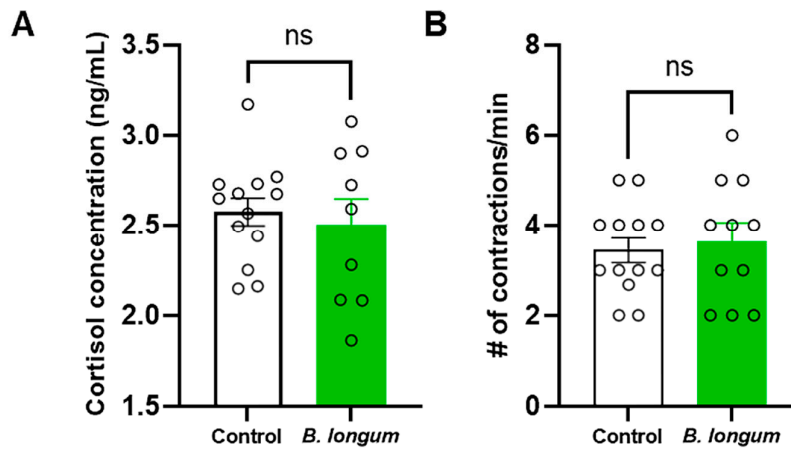 A
Cortisol concentration (ng/mL)
3.5
3.0
2.5
2.0
1.5
ns
Control
B. longum
B
# of contractions/min
8
6
4
2
0
ns
Control
B. longum